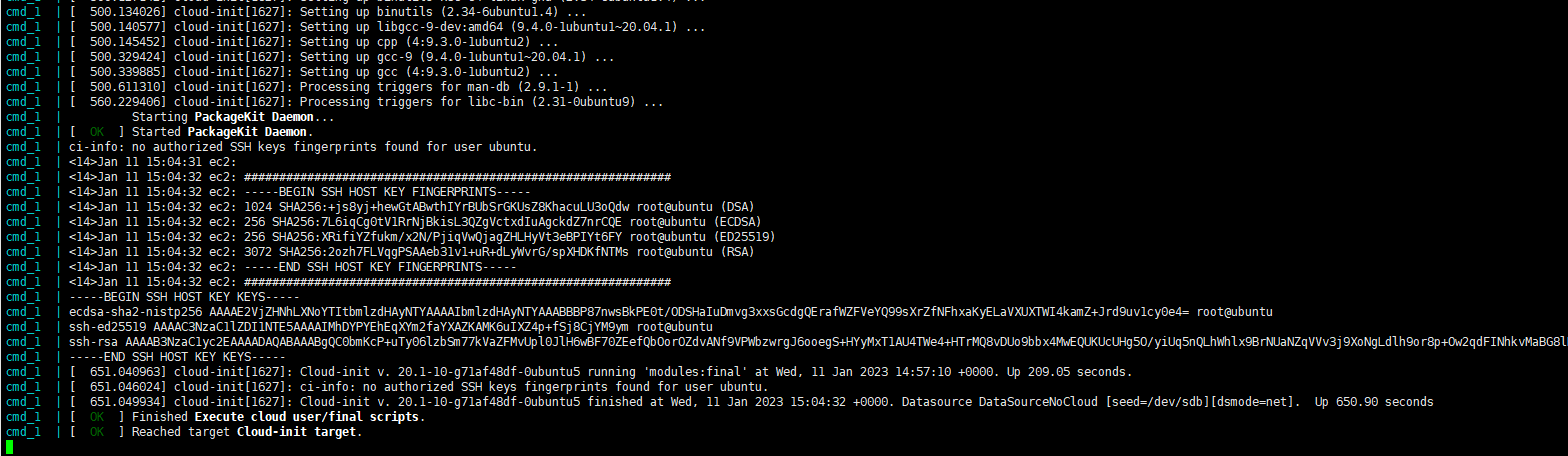 cmd_1  | [  500.134026] cloud-init[1627]: Setting up binutils (2.34-6ubuntu1.4) ...
cmd_1  | [  500.140577] cloud-init[1627]: Setting up libgcc-9-dev:amd64 (9.4.0-1ubuntu1~20.04.1) ...
cmd_1  | [  500.145452] cloud-init[1627]: Setting up cpp (4:9.3.0-1ubuntu2) ...
cmd_1  | [  500.329424] cloud-init[1627]: Setting up gcc-9 (9.4.0-1ubuntu1~20.04.1) ...
cmd_1  | [  500.339885] cloud-init[1627]: Setting up gcc (4:9.3.0-1ubuntu2) ...
cmd_1  | [  500.611310] cloud-init[1627]: Processing triggers for man-db (2.9.1-1) ...
cmd_1  | [  560.229406] cloud-init[1627]: Processing triggers for libc-bin (2.31-0ubuntu9) ...
cmd_1  |          Starting PackageKit Daemon...
cmd_1  | [  OK  ] Started PackageKit Daemon.
cmd_1  | ci-info: no authorized SSH keys fingerprints found for user ubuntu.
cmd_1  | <14>Jan 11 15:04:31 ec2:
cmd_1  | <14>Jan 11 15:04:32 ec2: #############################################################
cmd_1  | <14>Jan 11 15:04:32 ec2: -----BEGIN SSH HOST KEY FINGERPRINTS-----
cmd_1  | <14>Jan 11 15:04:32 ec2: 1024 SHA256:+js8yj+hewGtABwthIYrBUbSrGKUsZ8KhacuLU3oQdw root@ubuntu (DSA)
cmd_1  | <14>Jan 11 15:04:32 ec2: 256 SHA256:7L6iqCg0tV1RrNjBkisL3QZgVctxdIuAgckdZ7nrCQE root@ubuntu (ECDSA)
cmd_1  | <14>Jan 11 15:04:32 ec2: 256 SHA256:XRifiYZfukm/x2N/PjiqVwQjagZHLHyVt3eBPIYt6FY root@ubuntu (ED25519)
cmd_1  | <14>Jan 11 15:04:32 ec2: 3072 SHA256:2ozh7FLVqgPSAAeb31v1+uR+dLyWvrG/spXHDKfNTMs root@ubuntu (RSA)
cmd_1  | <14>Jan 11 15:04:32 ec2: -----END SSH HOST KEY FINGERPRINTS-----
cmd_1  | <14>Jan 11 15:04:32 ec2: #############################################################
cmd_1  | -----BEGIN SSH HOST KEY KEYS-----
cmd_1  | ecdsa-sha2-nistp256 AAAAE2VjZHNhLXNoYTItbmlzdHAyNTYAAAAIbmlzdHAyNTYAAABBBP87nwsBkPE0t/ODSHaIuDmvg3xxsGcdgQErafWZFVeYQ99sXrZfNFhxaKyELaVXUXTWI4kamZ+Jrd9uv1cy0e4= root@ubuntu
cmd_1  | ssh-ed25519 AAAAC3NzaC1lZDI1NTE5AAAAIMhDYPYEhEqXYm2faYXAZKAMK6uIXZ4p+fSj8CjYM9ym root@ubuntu
cmd_1  | ssh-rsa AAAAB3NzaC1yc2EAAAADAQABAAABgQC0bmKcP+uTy06lzbSm77kVaZFMvUpl0JlH6wBF70ZEefQbOorOZdvANf9VPWbzwrgJ6ooegS+HYyMxT1AU4TWe4+HTrMQ8vDUo9bbx4MwEQUKUcUHg5O/yiUq5nQLhWhlx9BrNUaNZqVVv3j9XoNgLdlh9or8p+Ow2qdFINhkvMaBG8l
cmd_1  | -----END SSH HOST KEY KEYS-----
cmd_1  | [  651.040963] cloud-init[1627]: Cloud-init v. 20.1-10-g71af48df-0ubuntu5 running 'modules:final' at Wed, 11 Jan 2023 14:57:10 +0000. Up 209.05 seconds.
cmd_1  | [  651.046024] cloud-init[1627]: ci-info: no authorized SSH keys fingerprints found for user ubuntu.
cmd_1  | [  651.049934] cloud-init[1627]: Cloud-init v. 20.1-10-g71af48df-0ubuntu5 finished at Wed, 11 Jan 2023 15:04:32 +0000. Datasource DataSourceNoCloud [seed=/dev/sdb][dsmode=net].  Up 650.90 seconds
cmd_1  | [  OK  ] Finished Execute cloud user/final scripts.
cmd_1  | [  OK  ] Reached target Cloud-init target.